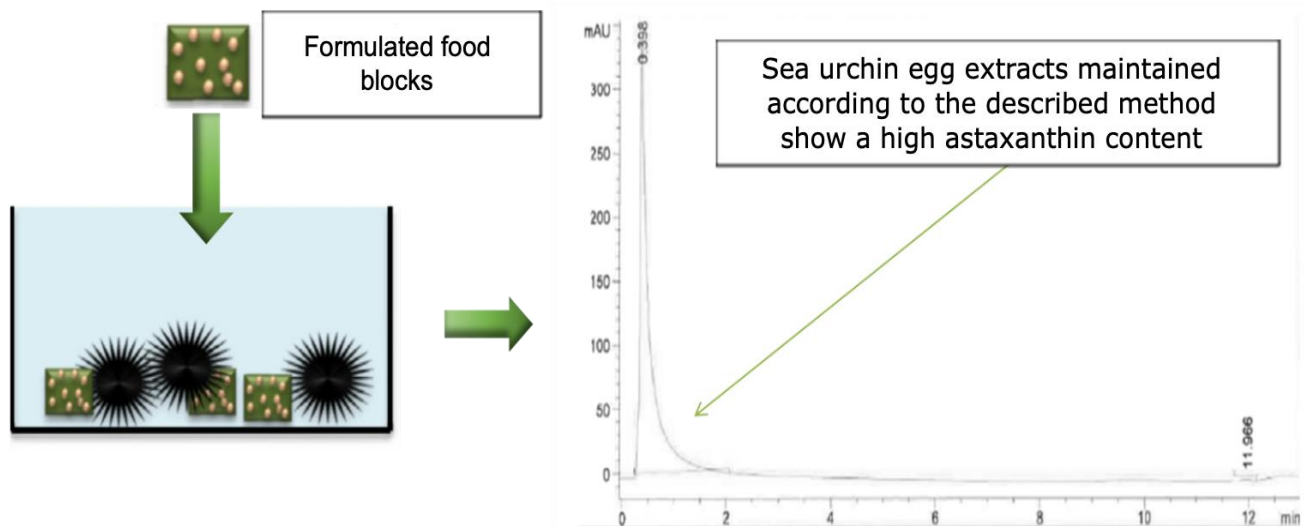 Formulated food
blocks
mAU
0.398
300
250
200
150
100
50
0
Sea urchin egg extracts maintained
according to the described method
show a high astaxanthin content
11.966
0
2
4
6
8
10
12
min